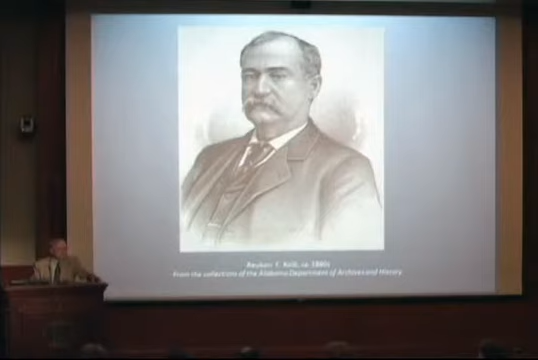 Reuben F. Kolb, ca. 1880s
From the collections of the Alabama Department of Archives and History